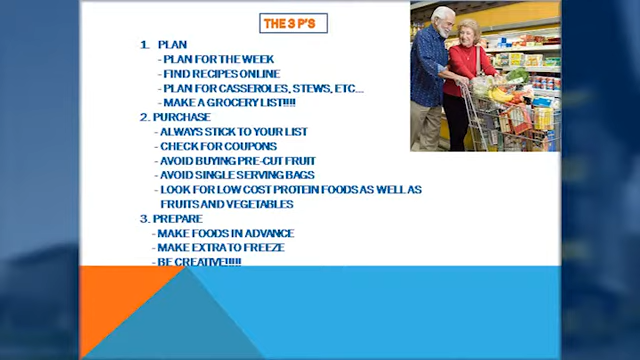 THE 3 P'S
1. PLAN
- PLAN FOR THE WEEK
- FIND RECIPES ONLINE
- PLAN FOR CASSEROLES, STEWS, ETC...
- MAKE A GROCERY LIST!!!!
2. PURCHASE
- ALWAYS STICK TO YOUR LIST
- CHECK FOR COUPONS
- AVOID BUYING PRE-CUT FRUIT
- AVOID SINGLE SERVING BAGS
- LOOK FOR LOW COST PROTEIN FOODS AS WELL AS
FRUITS AND VEGETABLES
3. PREPARE
- MAKE FOODS IN ADVANCE
- MAKE EXTRA TO FREEZE
- BE CREATIVE!!!!!